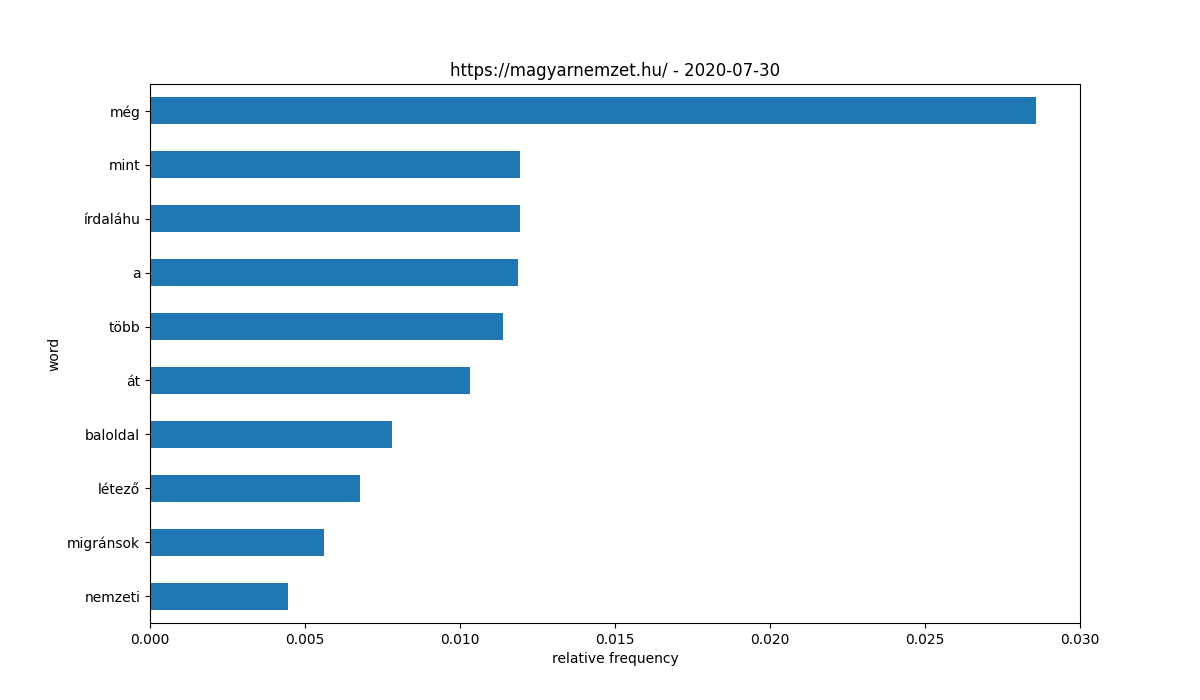 https://magyarnemzet.hu/ - 2020-07-30
még
mint
írdaláhu
a
több
át
baloldal
létező
migránsok
nemzeti
word
0.000 0.005 0.010 0.015 0.020 0.025 0.030
relative frequency